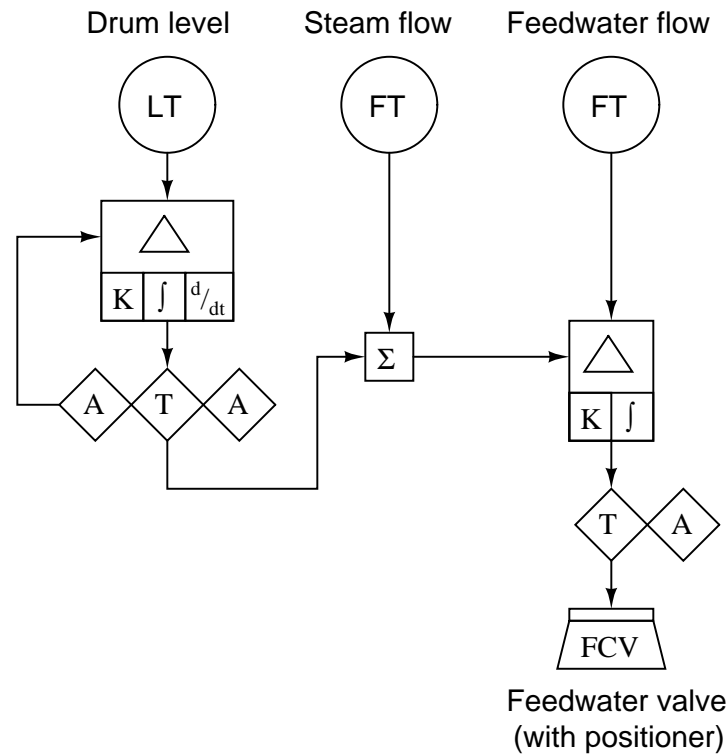 Drum level
Steam flow
Feedwater flow
LT
FT
FT
K ∫ d/dt
Σ
A T A
K ∫
T A
FCV
Feedwater valve
(with positioner)